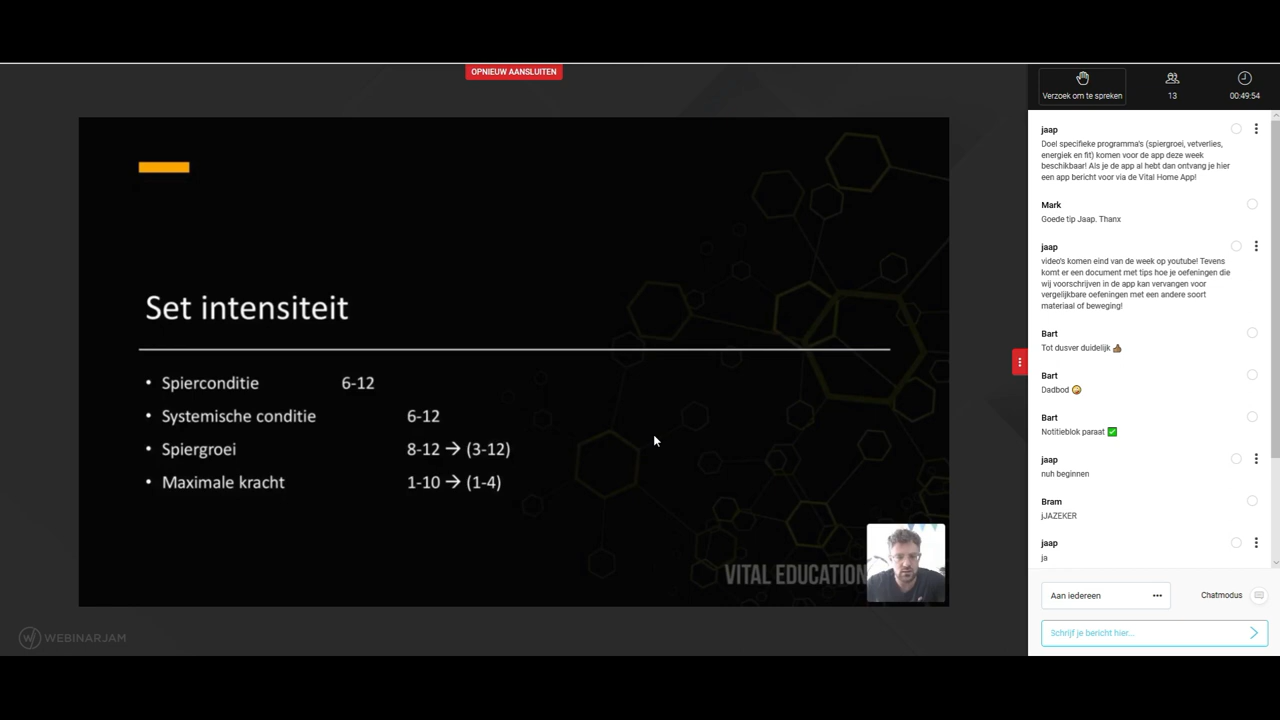 OPNIEUW AANSLUITEN
Verzoek om te spreken
13
00:49:54
Set intensiteit
• Spierconditie 6-12
• Systemische conditie 6-12
• Spiergroei 8-12 → (3-12)
• Maximale kracht 1-10 → (1-4)
VITAL EDUCATION
WEBINARJAM
jaap
Doel specifieke programma's (spiergroei, vetverlies,
energiek en fit) komen voor de app deze week
beschikbaar! Als je de app al hebt dan ontvang je hier
een app bericht voor via de Vital Home App!
Mark
Goede tip Jaap. Thanx
jaap
video's komen eind van de week op youtube! Tevens
komt er een document met tips hoe je oefeningen die
wij voorschrijven in de app kan vervangen voor
vergelijkbare oefeningen met een andere soort
materiaal of beweging!
Bart
Tot dusver duidelijk 👍🏾
Bart
Dadbod 🤪
Bart
Notitieblok paraat ✅
jaap
nuh beginnen
Bram
jJAZEKER
jaap
ja
Aan iedereen
Chatmodus
Schrijf je bericht hier...